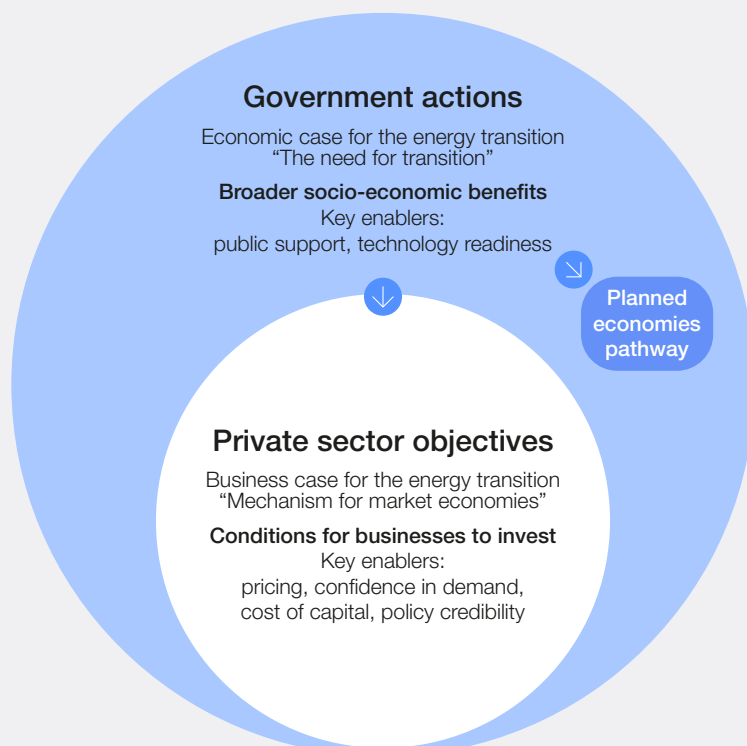 Government actions
Economic case for the energy transition
“The need for transition”
Broader socio-economic benefits
Key enablers:
public support, technology readiness
Planned
economies
pathway
Private sector objectives
Business case for the energy transition
“Mechanism for market economies”
Conditions for businesses to invest
Key enablers:
pricing, confidence in demand,
cost of capital, policy credibility